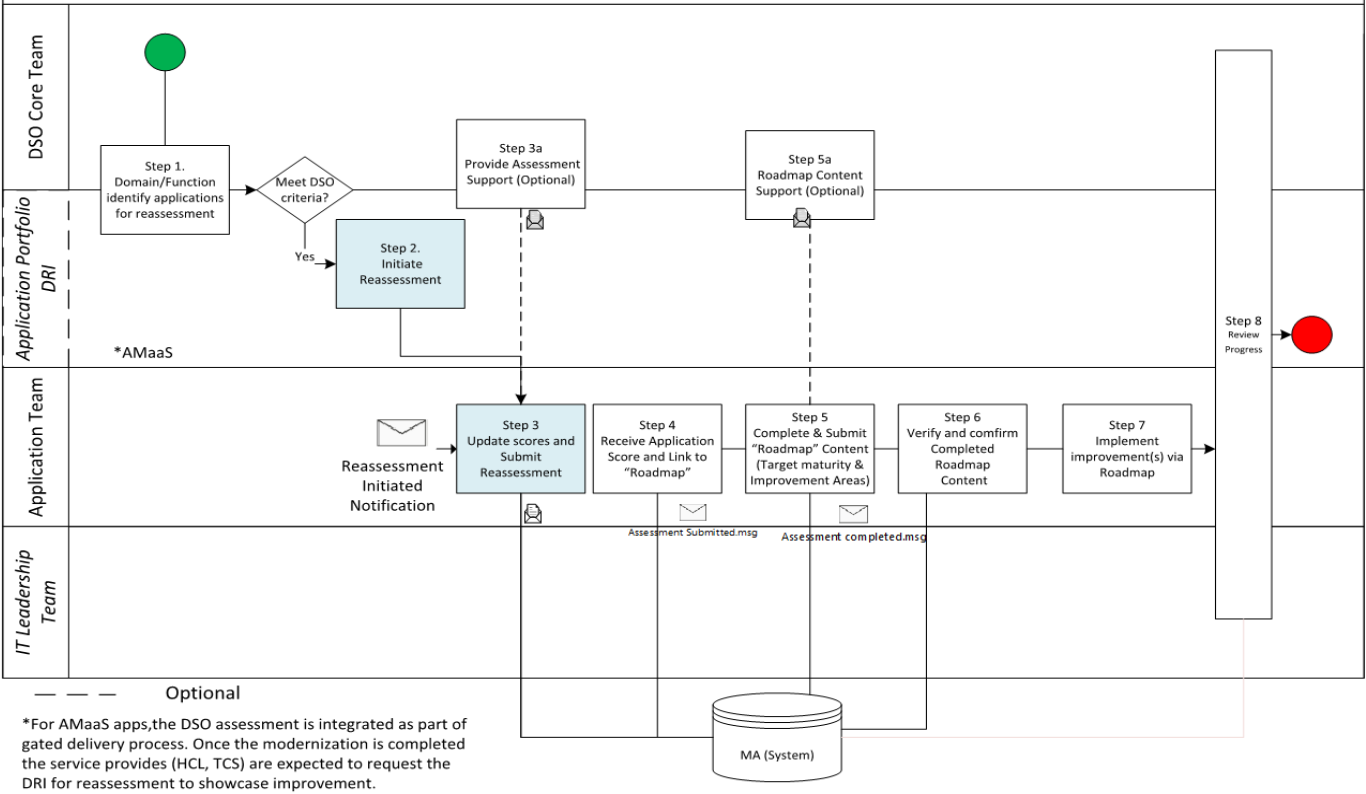 DSO Core Team
Step 1.
Domain/Function
identify applications
for reassessment
Meet DSO
criteria?
Step 3a
Provide Assessment
Support (Optional)
Step 5a
Roadmap Content
Support (Optional)
Application Portfolio
DRI
Yes
Step 2.
Initiate
Reassessment
*AMaaS
Step 8
Review
Progress
Application Team
Reassessment
Initiated
Notification
Step 3
Update scores and
Submit
Reassessment
Step 4
Receive Application
Score and Link to
“Roadmap”
Step 5
Complete & Submit
“Roadmap” Content
(Target maturity &
Improvement Areas)
Step 6
Verify and comfirm
Completed
Roadmap
Content
Step 7
Implement
improvement(s) via
Roadmap
Assessment Submitted.msg
Assessment completed.msg
IT Leadership
Team
Optional
*For AMaaS apps,the DSO assessment is integrated as part of
gated delivery process. Once the modernization is completed
the service provides (HCL, TCS) are expected to request the
DRI for reassessment to showcase improvement.
MA (System)